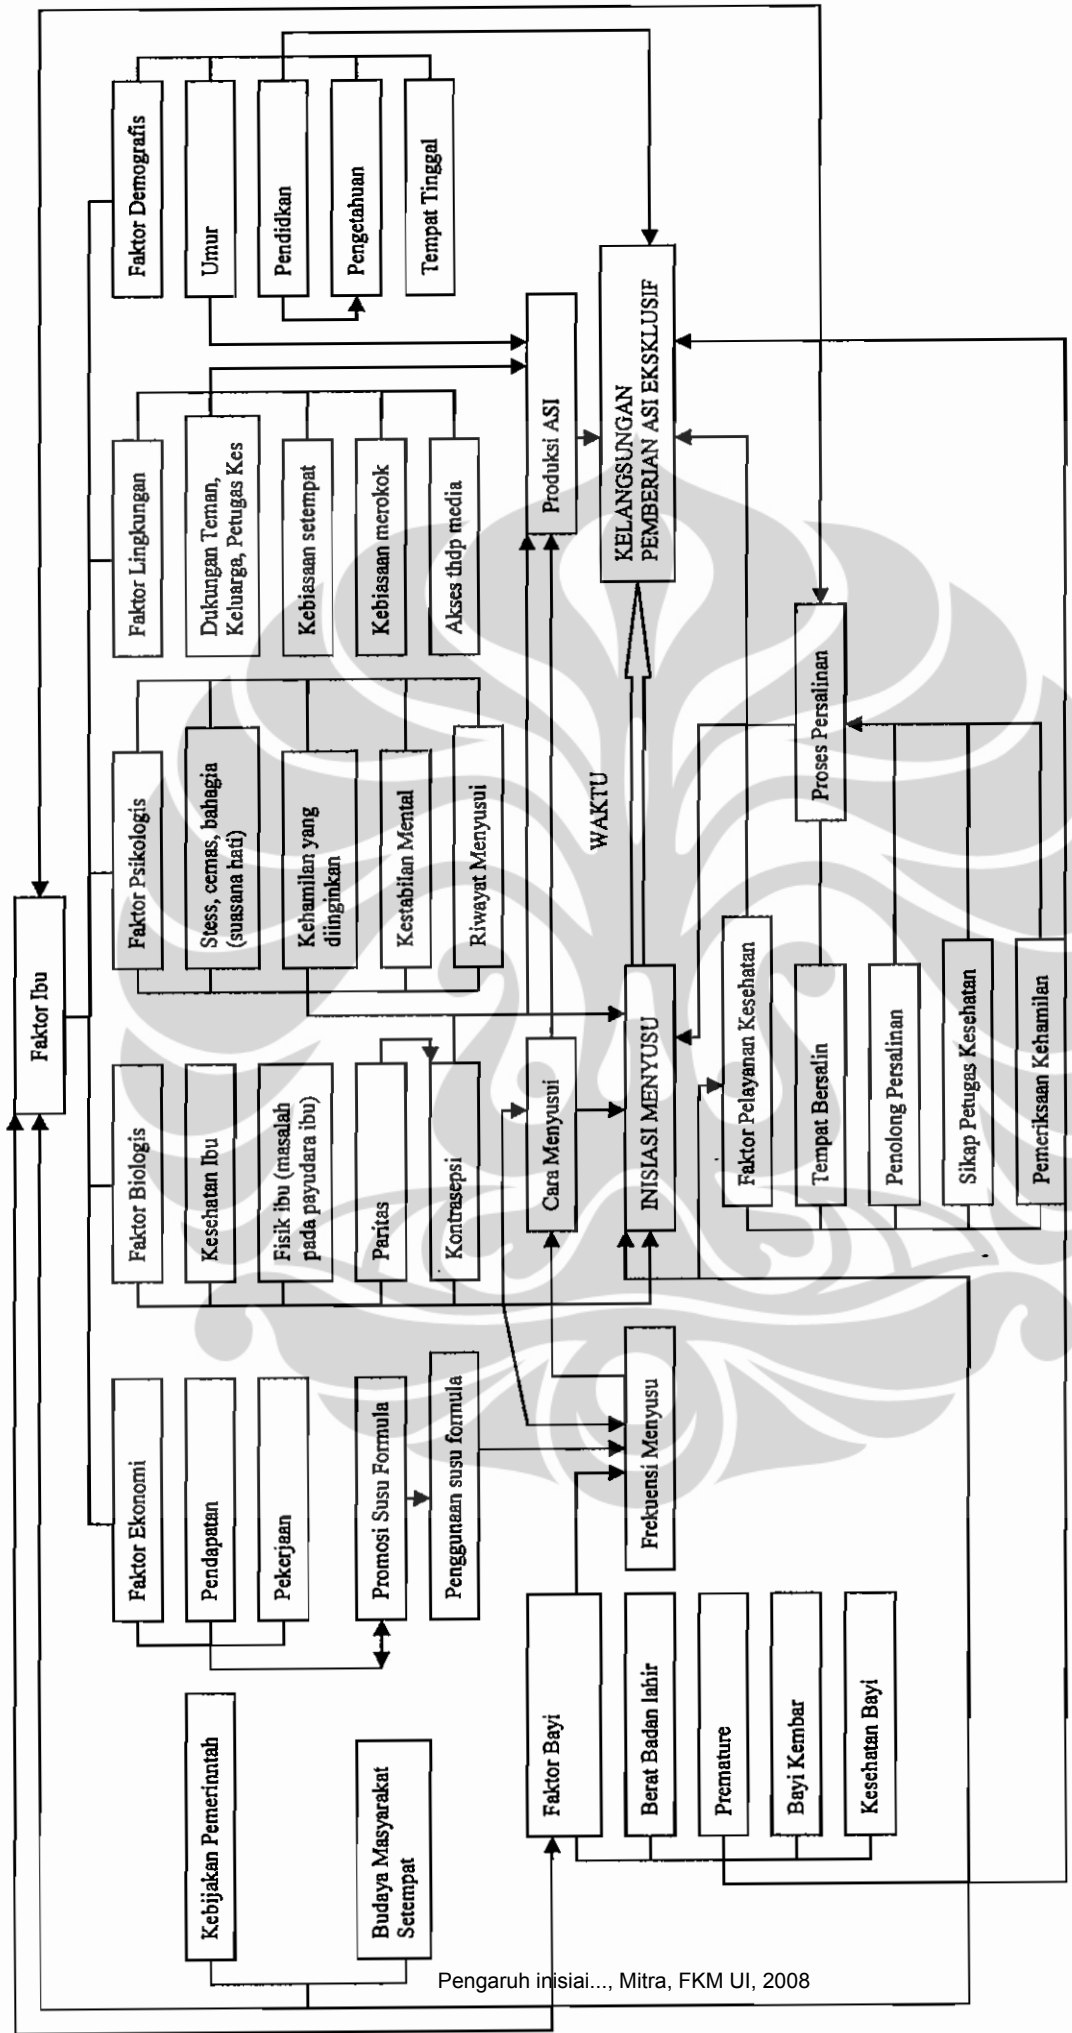 Faktor Ibu
Faktor Ekonomi
Pendapatan
Pekerjaan
Promosi Susu Formula
Penggunaan susu formula
Faktor Biologis
Kesehatan Ibu
Fisik ibu (masalah
pada payudara ibu)
Paritas
Kontrasepsi
Faktor Psikologis
Stess, cemas, bahagia
(suasana hati)
Kehamilan yang
diinginkan
Kestabilan Mental
Riwayat Menyusui
Faktor Lingkungan
Dukungan Teman,
Keluarga, Petugas Kes
Kebiasaan setempat
Kebiasaan merokok
Akses thdp media
Faktor Demografis
Umur
Pendidkan
Pengetahuan
Tempat Tinggal
Kebijakan Pemerinntah
Budaya Masyarakat
Setempat
Faktor Bayi
Berat Badan lahir
Premature
Bayi Kembar
Kesehatan Bayi
Frekuensi Menyusu
Cara Menyusui
INISIASI MENYUSU
WAKTU
Produksi ASI
KELANGSUNGAN
PEMBERIAN ASI EKSKLUSIF
Faktor Pelayanan Kesehatan
Tempat Bersalin
Penolong Persalinan
Sikap Petugas Kesehatan
Pemeriksaan Kehamilan
Proses Persalinan
Pengaruh inisiai..., Mitra, FKM UI, 2008